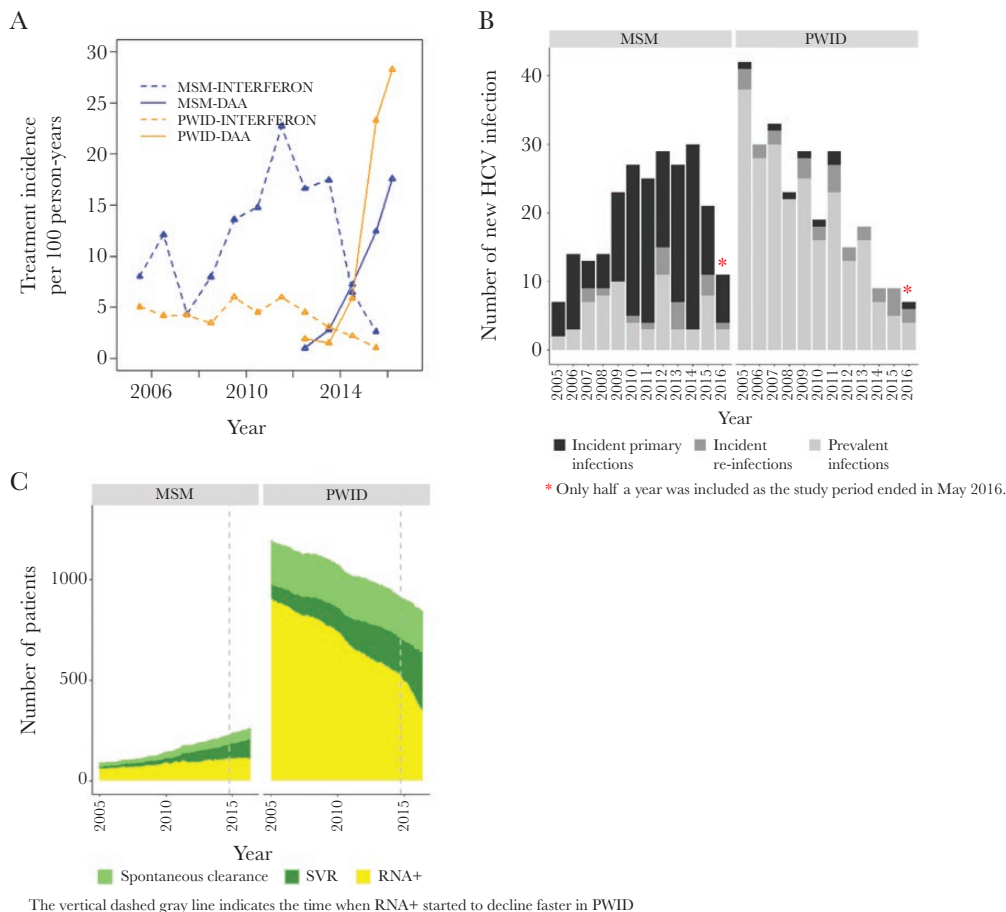 A
30
25
20
15
10
5
0
Treatment incidence
per 100 person-years
MSM-INTERFERON
MSM-DAA
PWID-INTERFERON
PWID-DAA
2006
2010
2014
Year
B
MSM
PWID
40
30
20
10
0
Number of new HCV infection
*
*
2005
2006
2007
2008
2009
2010
2011
2012
2013
2014
2015
2016
2005
2006
2007
2008
2009
2010
2011
2012
2013
2014
2015
2016
Year
Incident primary
infections
Incident
re-infections
Prevalent
infections
* Only half a year was included as the study period ended in May 2016.
C
MSM
PWID
1000
500
0
Number of patients
2005
2010
2015
2005
2010
2015
Year
Spontaneous clearance
SVR
RNA+
The vertical dashed gray line indicates the time when RNA+ started to decline faster in PWID